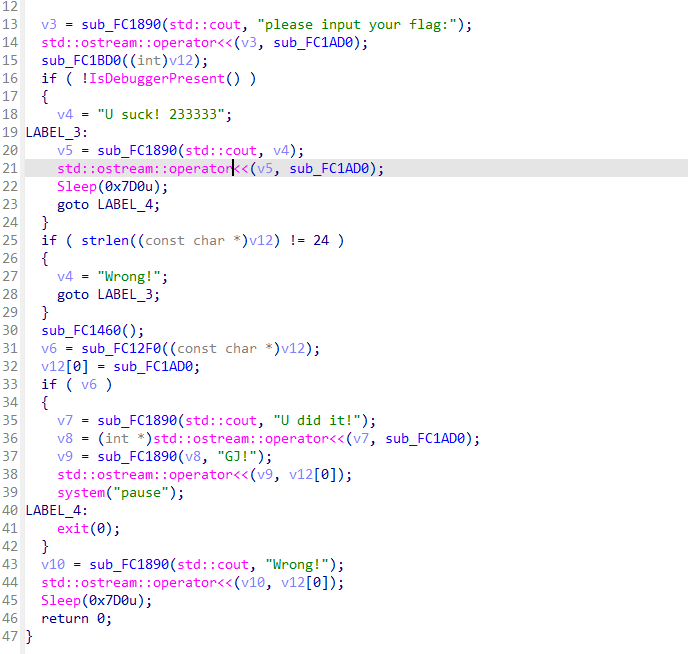 12
13 v3 = sub_FC1890(std::cout, "please input your flag:");
14 std::ostream::operator<<(v3, sub_FC1AD0);
15 sub_FC1BD0((int)v12);
16 if ( !IsDebuggerPresent() )
17 {
18 v4 = "U suck! 233333";
19 LABEL_3:
20 v5 = sub_FC1890(std::cout, v4);
21 std::ostream::operator<<(v5, sub_FC1AD0);
22 Sleep(0x7D0u);
23 goto LABEL_4;
24 }
25 if ( strlen((const char *)v12) != 24 )
26 {
27 v4 = "Wrong!";
28 goto LABEL_3;
29 }
30 sub_FC1460();
31 v6 = sub_FC12F0((const char *)v12);
32 v12[0] = sub_FC1AD0;
33 if ( v6 )
34 {
35 v7 = sub_FC1890(std::cout, "U did it!");
36 v8 = (int *)std::ostream::operator<<(v7, sub_FC1AD0);
37 v9 = sub_FC1890(v8, "GJ!");
38 std::ostream::operator<<(v9, v12[0]);
39 system("pause");
40 LABEL_4:
41 exit(0);
42 }
43 v10 = sub_FC1890(std::cout, "Wrong!");
44 std::ostream::operator<<(v10, v12[0]);
45 Sleep(0x7D0u);
46 return 0;
47 }